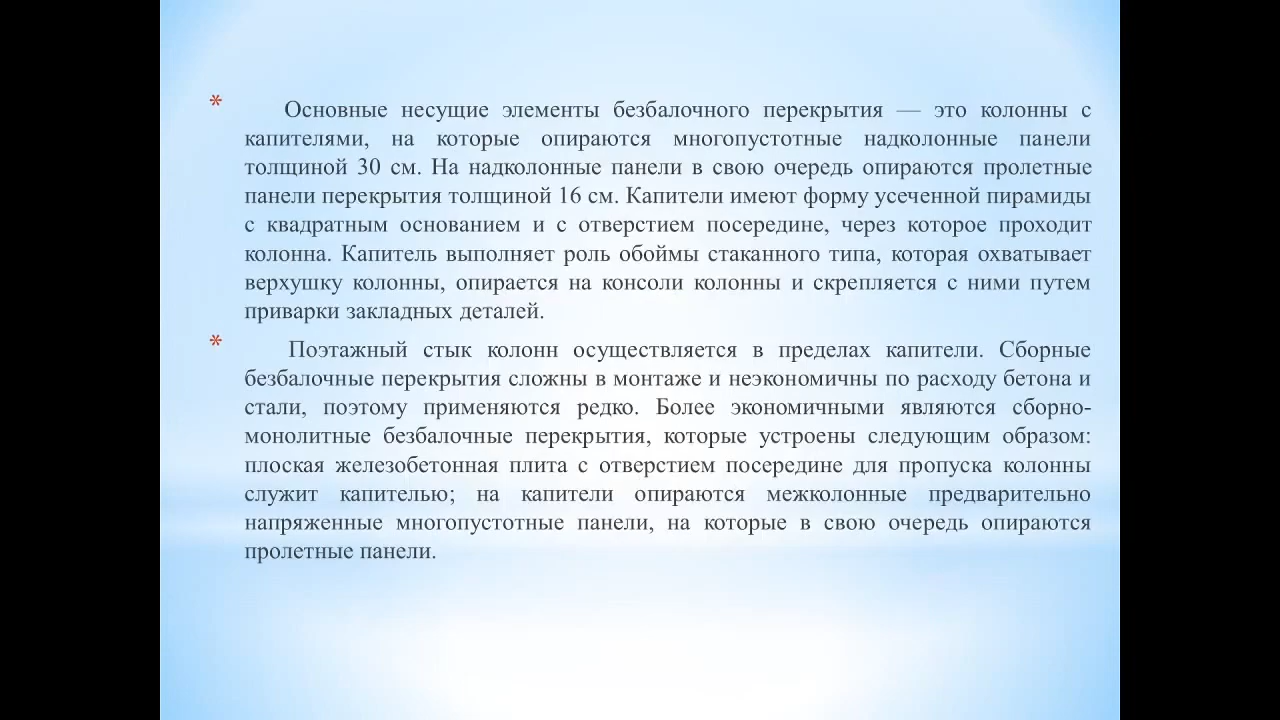 * Основные несущие элементы безбалочного перекрытия — это колонны с
капителями, на которые опираются многопустотные надколонные панели
толщиной 30 см. На надколонные панели в свою очередь опираются пролетные
панели перекрытия толщиной 16 см. Капители имеют форму усеченной пирамиды
с квадратным основанием и с отверстием посередине, через которое проходит
колонна. Капитель выполняет роль обоймы стаканного типа, которая охватывает
верхушку колонны, опирается на консоли колонны и скрепляется с ними путем
приварки закладных деталей.
* Поэтажный стык колонн осуществляется в пределах капители. Сборные
безбалочные перекрытия сложны в монтаже и неэкономичны по расходу бетона и
стали, поэтому применяются редко. Более экономичными являются сборно-
монолитные безбалочные перекрытия, которые устроены следующим образом:
плоская железобетонная плита с отверстием посередине для пропуска колонны
служит капителью; на капители опираются межколонные предварительно
напряженные многопустотные панели, на которые в свою очередь опираются
пролетные панели.